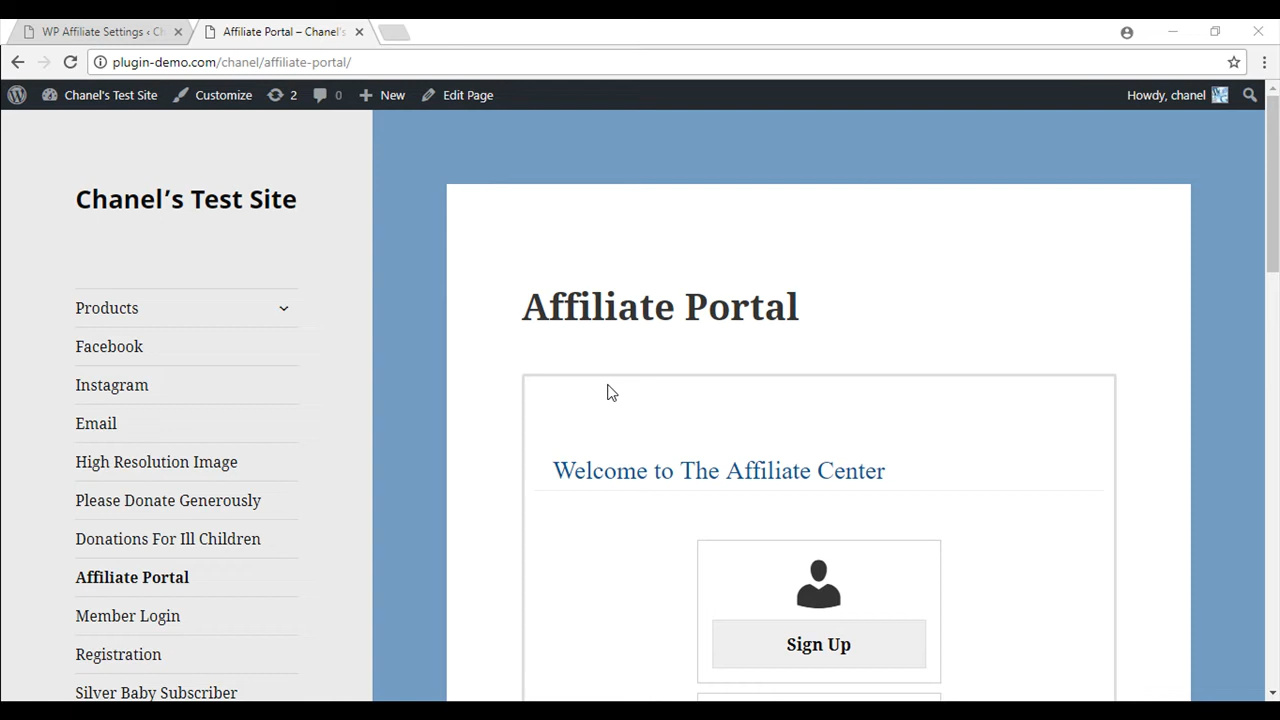 WP Affiliate Settings ‹ Ch
Affiliate Portal – Chanel's
plugin-demo.com/chanel/affiliate-portal/
Chanel's Test Site
Customize
2
0
New
Edit Page
Howdy, chanel
Chanel's Test Site
Products
Facebook
Instagram
Email
High Resolution Image
Please Donate Generously
Donations For Ill Children
Affiliate Portal
Member Login
Registration
Silver Baby Subscriber
Affiliate Portal
Welcome to The Affiliate Center
Sign Up